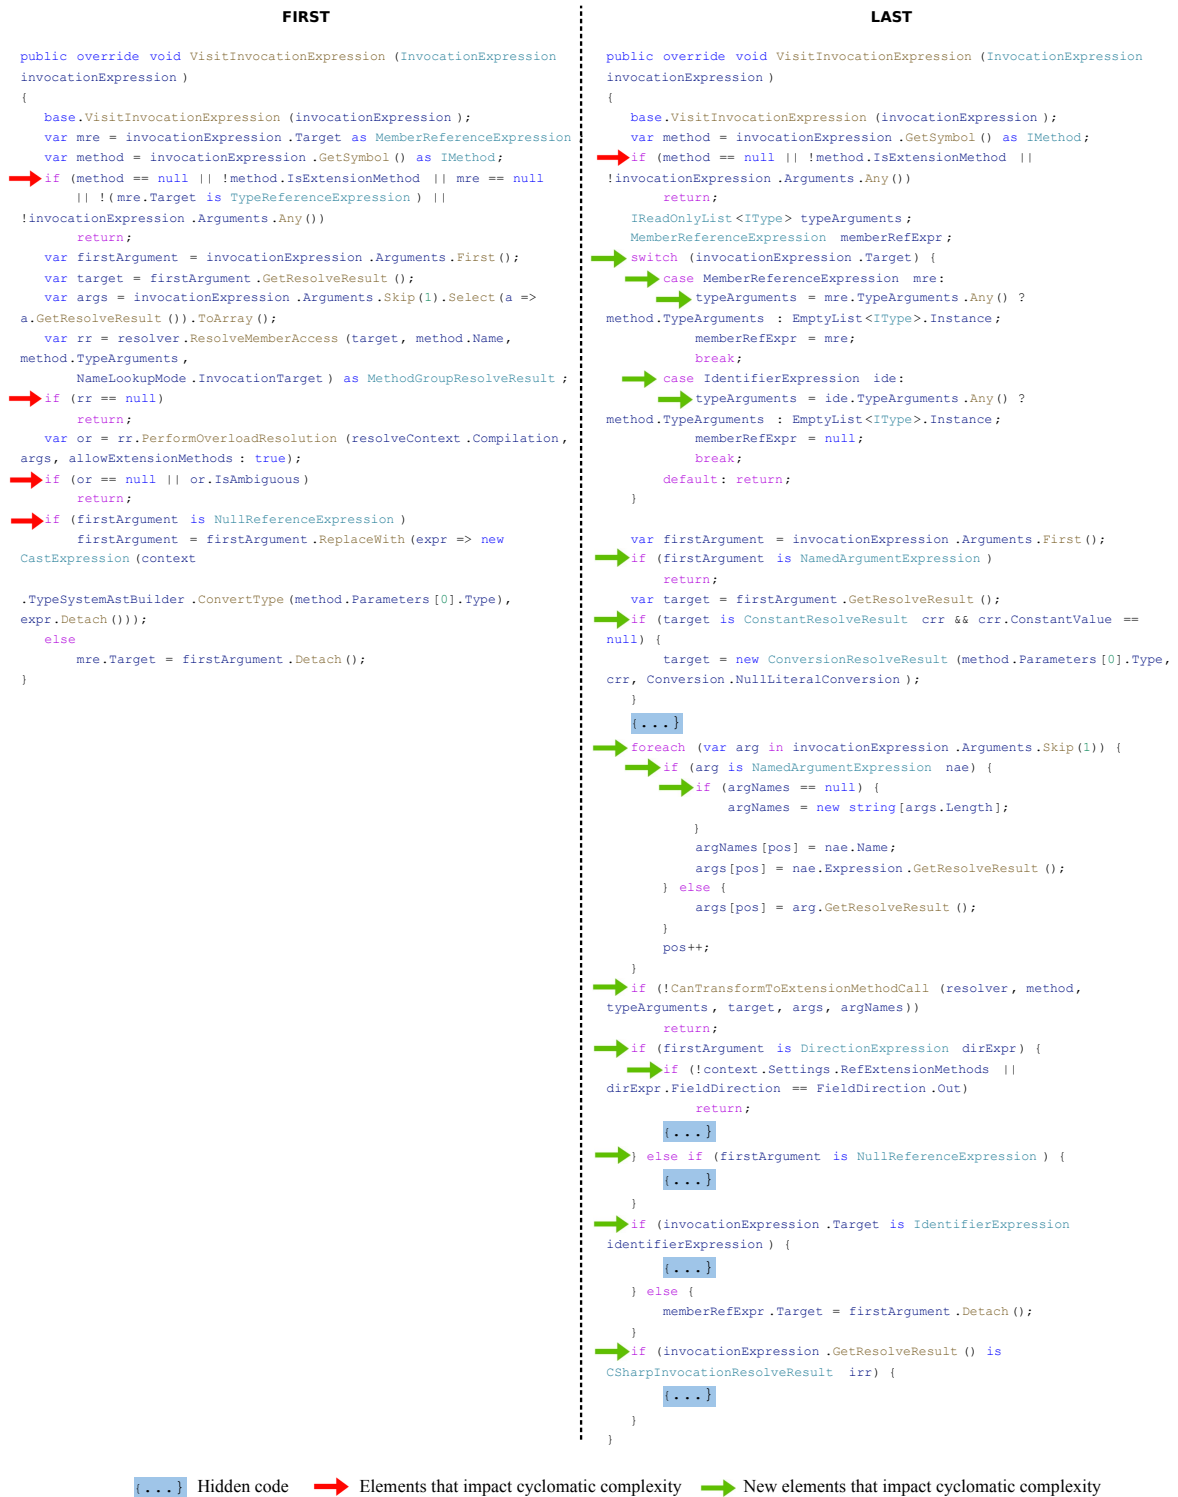 FIRST
public override void VisitInvocationExpression (InvocationExpression
invocationExpression )
{
base.VisitInvocationExpression (invocationExpression );
var mre = invocationExpression .Target as MemberReferenceExpression
var method = invocationExpression .GetSymbol () as IMethod;
if (method == null || !method.IsExtensionMethod || mre == null
|| !( mre.Target is TypeReferenceExpression ) ||
!invocationExpression .Arguments.Any())
return;
var firstArgument = invocationExpression .Arguments.First();
var target = firstArgument .GetResolveResult ();
var args = invocationExpression .Arguments.Skip(1).Select(a =>
a.GetResolveResult ()).ToArray();
var rr = resolver.ResolveMemberAccess (target, method.Name,
method.TypeArguments ,
NameLookupMode .InvocationTarget ) as MethodGroupResolveResult ;
if (rr == null)
return;
var or = rr.PerformOverloadResolution (resolveContext .Compilation ,
args, allowExtensionMethods : true);
if (or == null || or.IsAmbiguous )
return;
if (firstArgument is NullReferenceExpression )
firstArgument = firstArgument .ReplaceWith (expr => new
CastExpression (context
.TypeSystemAstBuilder .ConvertType (method.Parameters [0].Type),
expr.Detach ()));
else
mre.Target = firstArgument .Detach ();
}
LAST
public override void VisitInvocationExpression (InvocationExpression
invocationExpression )
{
base.VisitInvocationExpression (invocationExpression );
var method = invocationExpression .GetSymbol () as IMethod;
if (method == null || !method.IsExtensionMethod ||
!invocationExpression .Arguments.Any())
return;
IReadOnlyList <IType> typeArguments ;
MemberReferenceExpression memberRefExpr ;
switch (invocationExpression .Target) {
case MemberReferenceExpression mre:
typeArguments = mre.TypeArguments .Any() ?
method.TypeArguments : EmptyList <IType>.Instance;
memberRefExpr = mre;
break;
case IdentifierExpression ide:
typeArguments = ide.TypeArguments .Any() ?
method.TypeArguments : EmptyList <IType>.Instance;
memberRefExpr = null;
break;
default: return;
}
var firstArgument = invocationExpression .Arguments.First();
if (firstArgument is NamedArgumentExpression )
return;
var target = firstArgument .GetResolveResult ();
if (target is ConstantResolveResult crr && crr.ConstantValue ==
null) {
target = new ConversionResolveResult (method.Parameters [0].Type,
crr, Conversion.NullLiteralConversion );
}
{...}
foreach (var arg in invocationExpression .Arguments.Skip(1)) {
if (arg is NamedArgumentExpression nae) {
if (argNames == null) {
argNames = new string[args.Length];
}
argNames [pos] = nae.Name;
args[pos] = nae.Expression.GetResolveResult ();
} else {
args[pos] = arg.GetResolveResult ();
}
pos++;
}
if (!CanTransformToExtensionMethodCall (resolver, method,
typeArguments , target, args, argNames))
return;
if (firstArgument is DirectionExpression dirExpr) {
if (!context.Settings.RefExtensionMethods ||
dirExpr.FieldDirection == FieldDirection .Out)
return;
{...}
} else if (firstArgument is NullReferenceExpression ) {
{...}
}
if (invocationExpression .Target is IdentifierExpression
identifierExpression ) {
{...}
} else {
memberRefExpr .Target = firstArgument .Detach ();
}
if (invocationExpression .GetResolveResult () is
CSharpInvocationResolveResult irr) {
{...}
}
}
{...} Hidden code Elements that impact cyclomatic complexity New elements that impact cyclomatic complexity